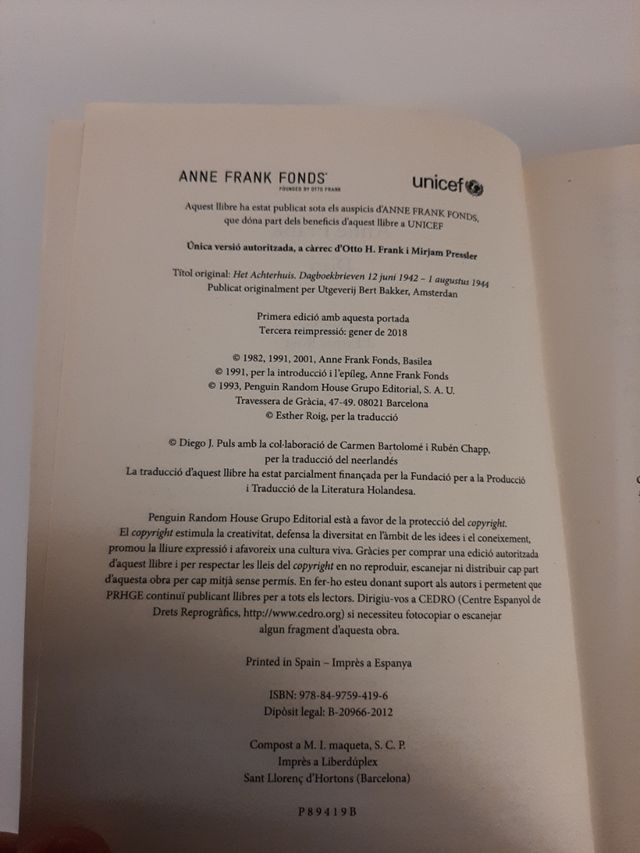 ANNE FRANK FONDS
FOUNDED BY OTTO FRANK
unicef
Aquest llibre ha estat publicat sota els auspicis d'ANNE FRANK FONDS,
que dóna part dels beneficis d'aquest llibre a UNICEF
Única versió autoritzada, a càrrec d'Otto H. Frank i Mirjam Pressler
Títol original: Het Achterhuis. Dagboekbrieven 12 juni 1942 – 1 augustus 1944
Publicat originalment per Utgeverij Bert Bakker, Amsterdan
Primera edició amb aquesta portada
Tercera reimpressió: gener de 2018
© 1982, 1991, 2001, Anne Frank Fonds, Basilea
© 1991, per la introducció i l'epíleg, Anne Frank Fonds
© 1993, Penguin Random House Grupo Editorial, S. A. U.
Travessera de Gràcia, 47-49. 08021 Barcelona
© Esther Roig, per la traducció
© Diego J. Puls amb la col·laboració de Carmen Bartolomé i Rubén Chapp,
per la traducció del neerlandés
La traducció d'aquest llibre ha estat parcialment finançada per la Fundació per a la Producció
i Traducció de la Literatura Holandesa.
Penguin Random House Grupo Editorial està a favor de la protecció del copyright.
El copyright estimula la creativitat, defensa la diversitat en l'àmbit de les idees i el coneixement,
promou la lliure expressió i afavoreix una cultura viva. Gràcies per comprar una edició autoritzada
d'aquest llibre i per respectar les lleis del copyright en no reproduir, escanejar ni distribuir cap part
d'aquesta obra per cap mitjà sense permís. En fer-ho esteu donant suport als autors i permetent que
PRHGE continuï publicant llibres per a tots els lectors. Dirigiu-vos a CEDRO (Centre Espanyol de
Drets Reprogràfics, http://www.cedro.org) si necessiteu fotocopiar o escanejar
algun fragment d'aquesta obra.
Printed in Spain – Imprès a Espanya
ISBN: 978-84-9759-419-6
Dipòsit legal: B-20966-2012
Compost a M. I. maqueta, S. C. P.
Imprès a Liberdúplex
Sant Llorenç d'Hortons (Barcelona)
P89419B